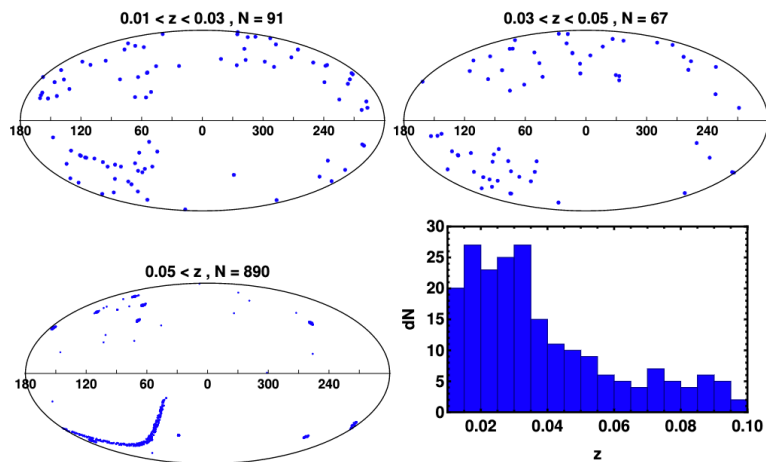 0.01 < z < 0.03 , N = 91
180 120 60 0 300 240
0.03 < z < 0.05 , N = 67
180 120 60 0 300 240
0.05 < z , N = 890
180 120 60 0 300 240
30
25
20
15
10
5
0
dN
0.02 0.04 0.06 0.08 0.10
z